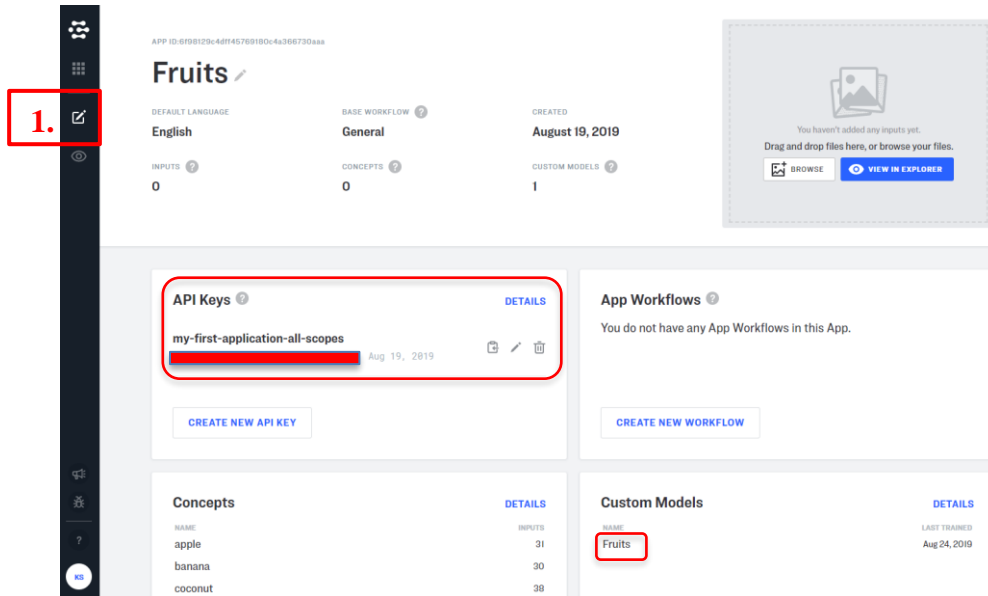 APP ID:6f98129c4dff45769180c4a366730aaa
Fruits
DEFAULT LANGUAGE
English
BASE WORKFLOW ?
General
CREATED
August 19, 2019
INPUTS ?
0
CONCEPTS ?
0
CUSTOM MODELS ?
1
You haven't added any inputs yet.
Drag and drop files here, or browse your files.
BROWSE
VIEW IN EXPLORER
1.
API Keys ?
DETAILS
my-first-application-all-scopes
Aug 19, 2019
CREATE NEW API KEY
App Workflows ?
You do not have any App Workflows in this App.
CREATE NEW WORKFLOW
Concepts
DETAILS
NAME
INPUTS
apple
31
banana
30
coconut
38
Custom Models
DETAILS
NAME
LAST TRAINED
Fruits
Aug 24, 2019
?
KS